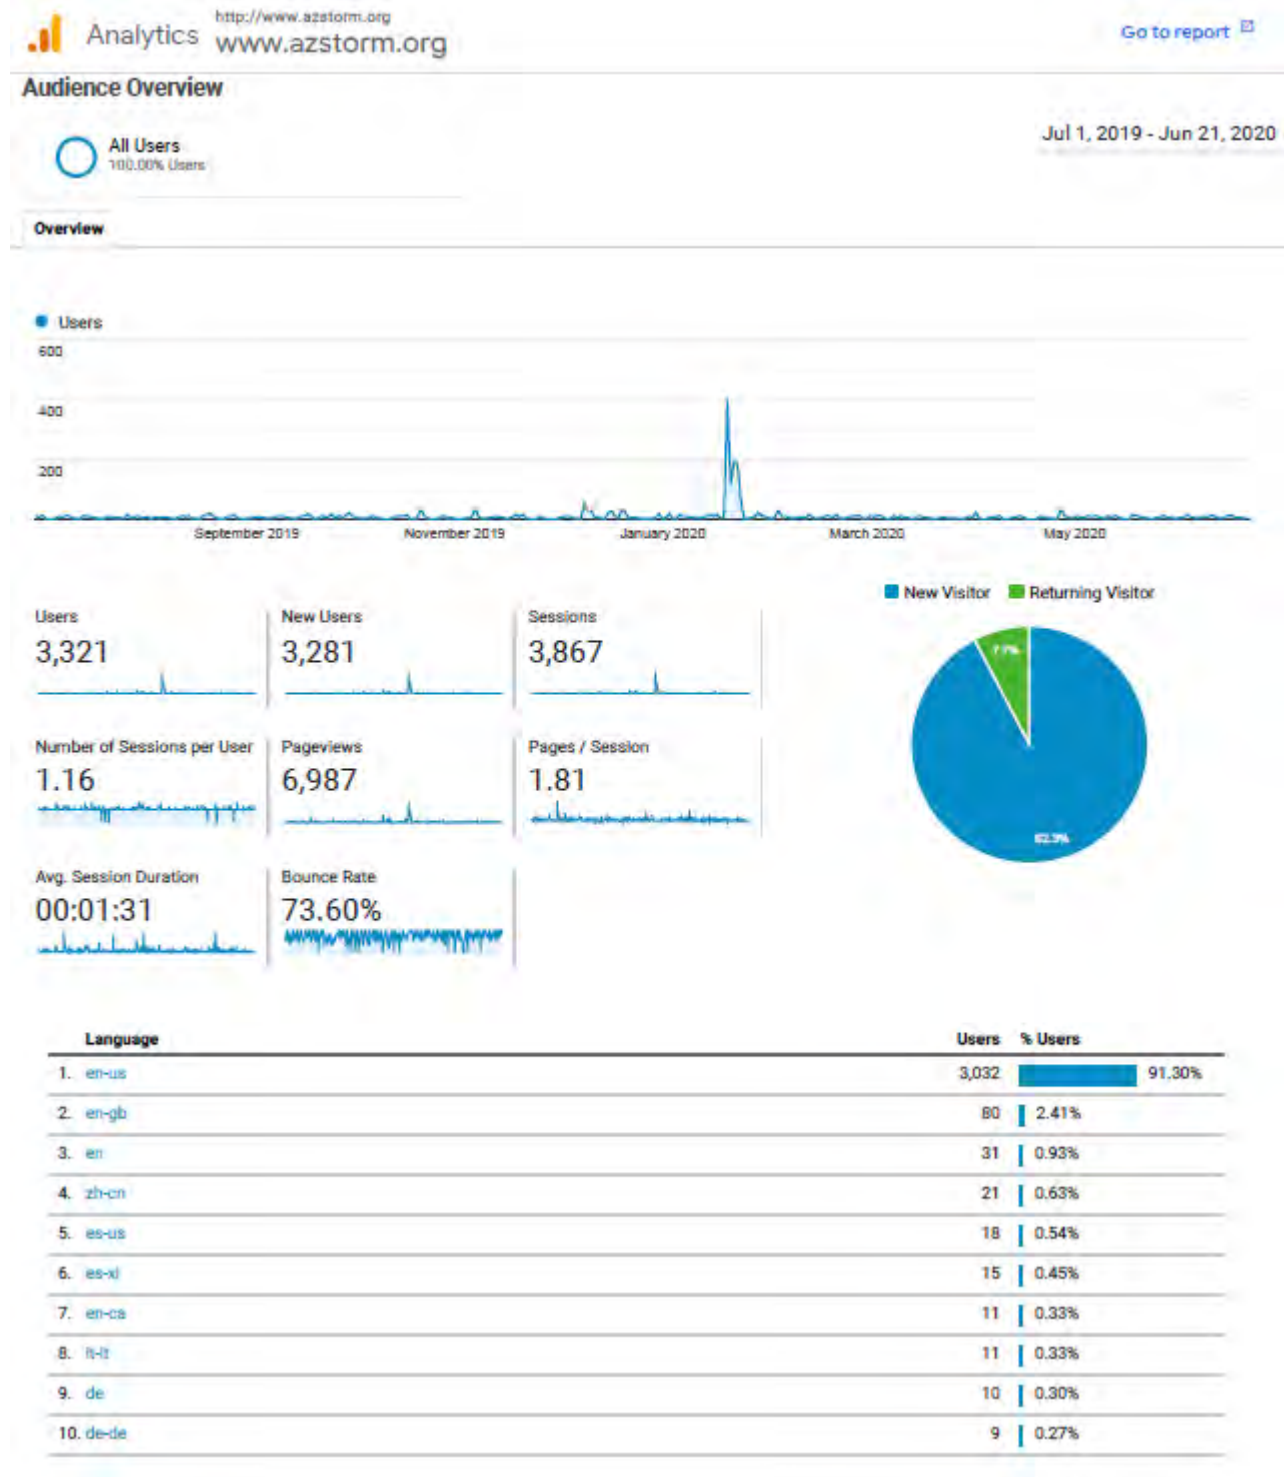 http://www.azstorm.org
Analytics www.azstorm.org
Go to report
Audience Overview
All Users
100.00% Users
Jul 1, 2019 - Jun 21, 2020
Overview
Users
600
400
200
September 2019 November 2019 January 2020 March 2020 May 2020
New Visitor Returning Visitor
Users New Users Sessions
3,321 3,281 3,867
7.7%
Number of Sessions per User Pageviews Pages / Session
1.16 6,987 1.81
92.3%
Avg. Session Duration Bounce Rate
00:01:31 73.60%
Language Users % Users
1. en-us 3,032 91.30%
2. en-gb 80 2.41%
3. en 31 0.93%
4. zh-cn 21 0.63%
5. es-us 18 0.54%
6. es-xl 15 0.45%
7. en-ca 11 0.33%
8. 11 0.33%
9. de 10 0.30%
10. de-de 9 0.27%